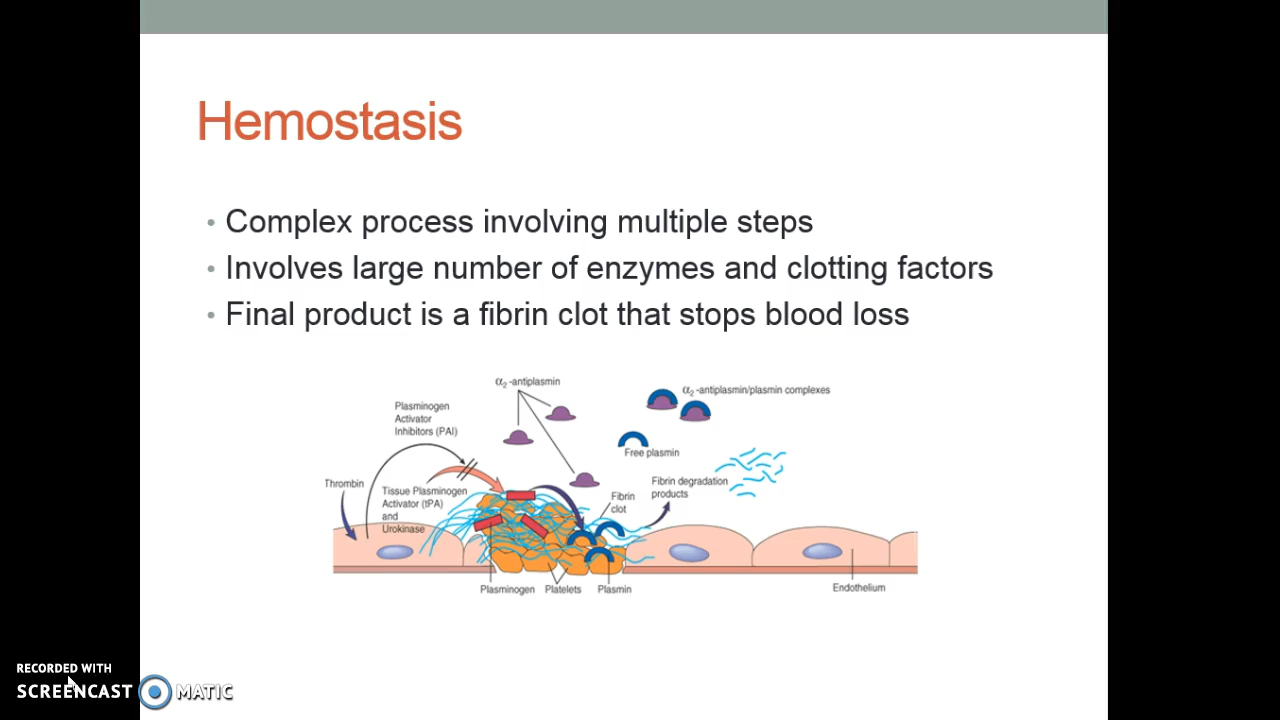 Hemostasis
• Complex process involving multiple steps
• Involves large number of enzymes and clotting factors
• Final product is a fibrin clot that stops blood loss
α2-antiplasmin
α2-antiplasmin/plasmin complexes
Plasminogen
Activator
Inhibitors (PAI)
Free plasmin
Thrombin
Tissue Plasminogen
Activator (tPA)
and
Urokinase
Fibrin
clot
Fibrin degradation
products
Plasminogen
Platelets
Plasmin
Endothelium
RECORDED WITH
SCREENCAST MATIC